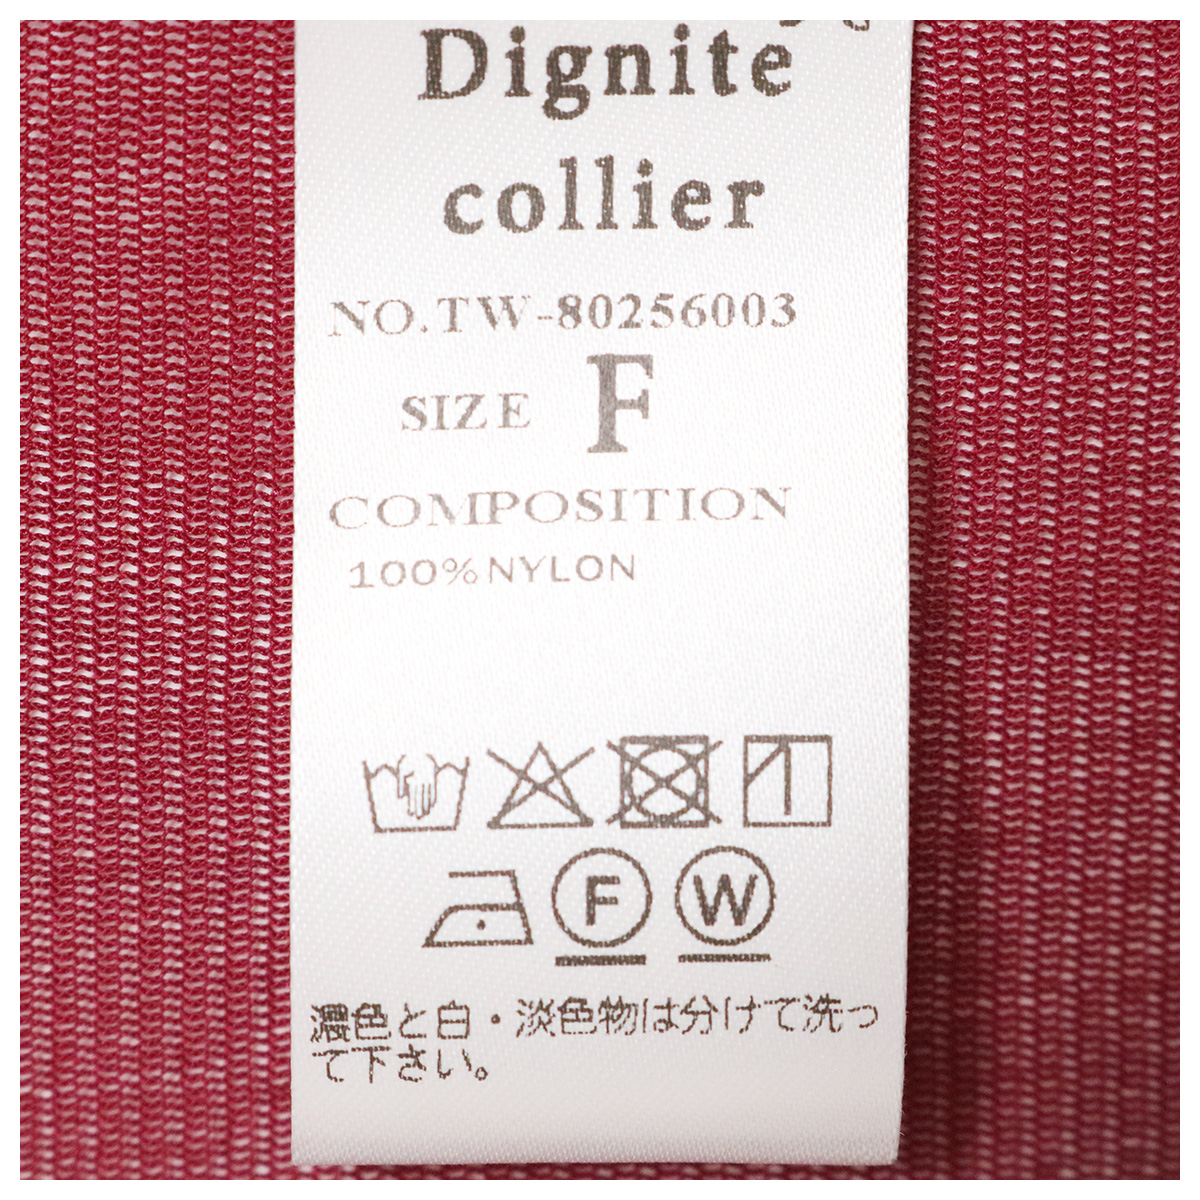 Dignite
collier
NO.TW-80256003
SIZE F
COMPOSITION
100%NYLON
F W
濃色と白・淡色物は分けて洗っ
て下さい。